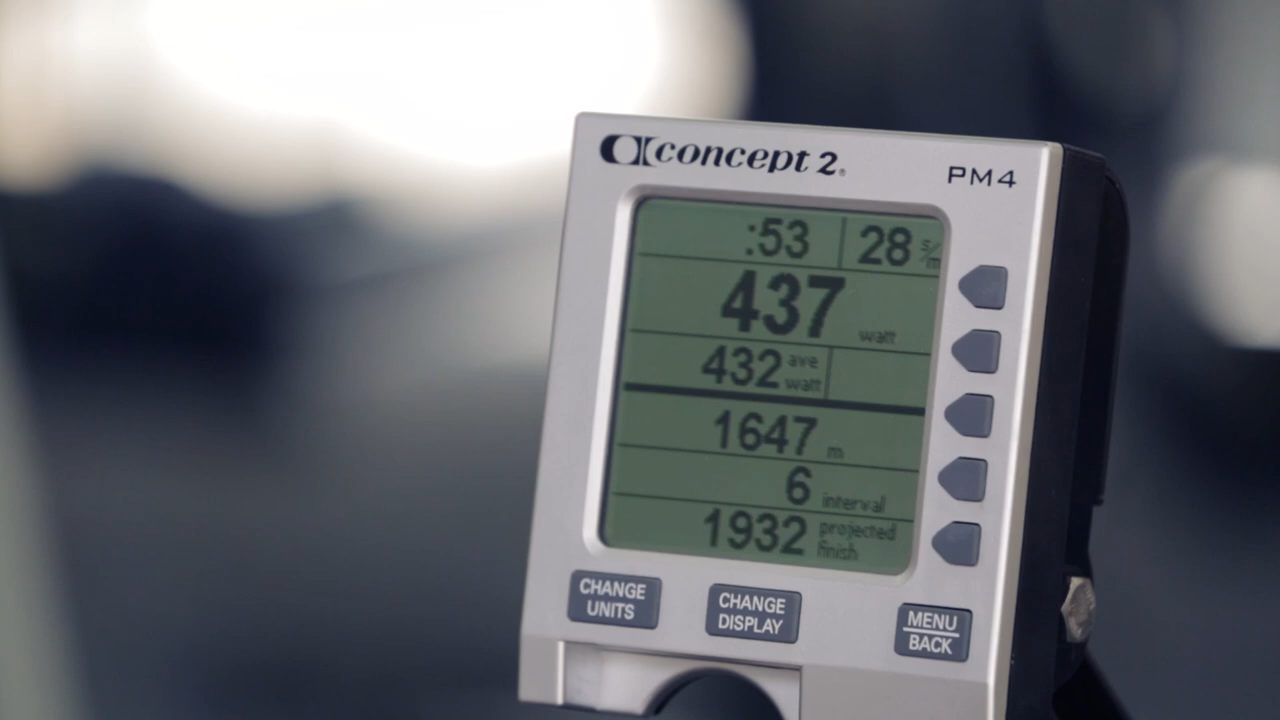 concept 2®
PM4
:53 28 s/m
437 watt
432 ave watt
1647 m
6 interval
1932 projected finish
CHANGE UNITS
CHANGE DISPLAY
MENU BACK